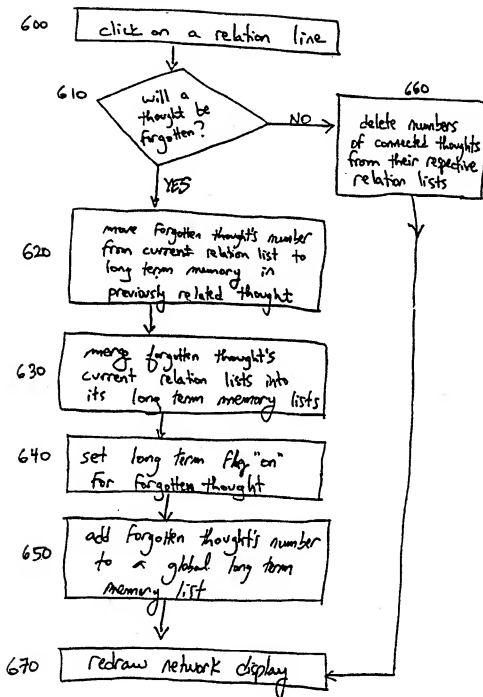 600
click on a relation line
610
will a
thought be
forgotten?
NO
660
delete numbers
of connected thoughts
from their respective
relation lists
YES
620
move forgotten thought's number
from current relation list to
long term memory in
previously related thought
630
merge forgotten thought's
current relation lists into
its long term memory lists
640
set long term flag "on"
for forgotten thought
650
add forgotten thought's number
to a global long term
memory list
670
redraw network display